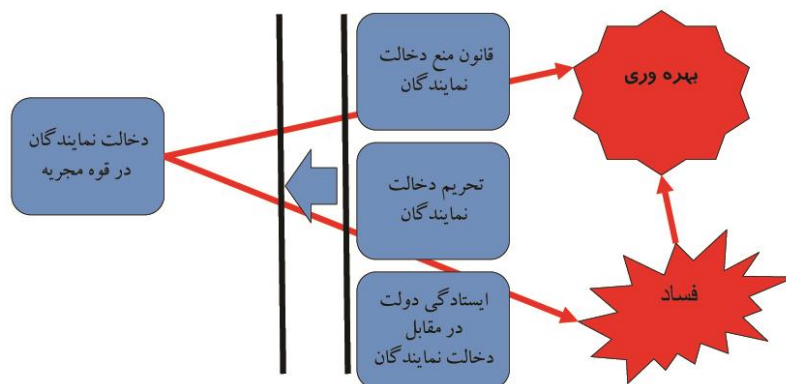 دخالت نمایندگان
در قوه مجریه
قانون منع دخالت
نمایندگان
تحریم دخالت
نمایندگان
ایستادگی دولت
در مقابل
دخالت نمایندگان
بهره وری
فساد